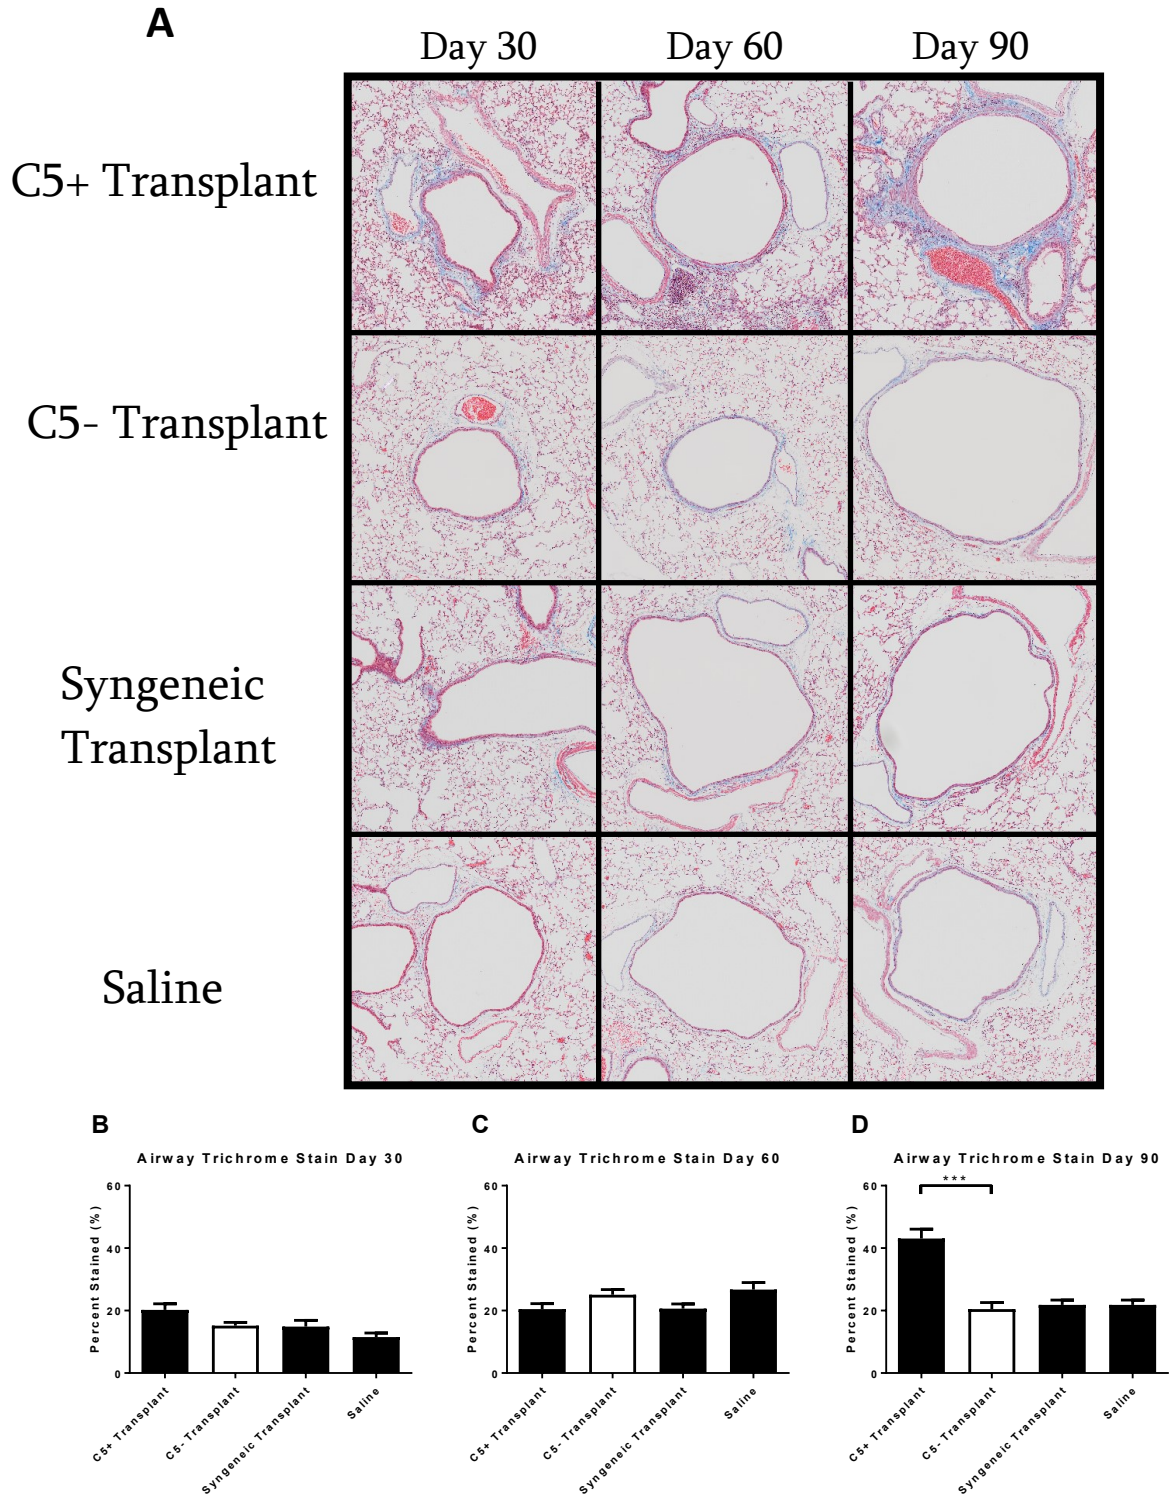 A
Day 30
Day 60
Day 90
C5+ Transplant
C5- Transplant
Syngeneic
Transplant
Saline
B
Airway Trichrome Stain Day 30
Percent Stained (%)
60
40
20
0
C5+ Transplant
C5- Transplant
Syngeneic Transplant
Saline
C
Airway Trichrome Stain Day 60
Percent Stained (%)
60
40
20
0
C5+ Transplant
C5- Transplant
Syngeneic Transplant
Saline
D
Airway Trichrome Stain Day 90
***
Percent Stained (%)
60
40
20
0
C5+ Transplant
C5- Transplant
Syngeneic Transplant
Saline